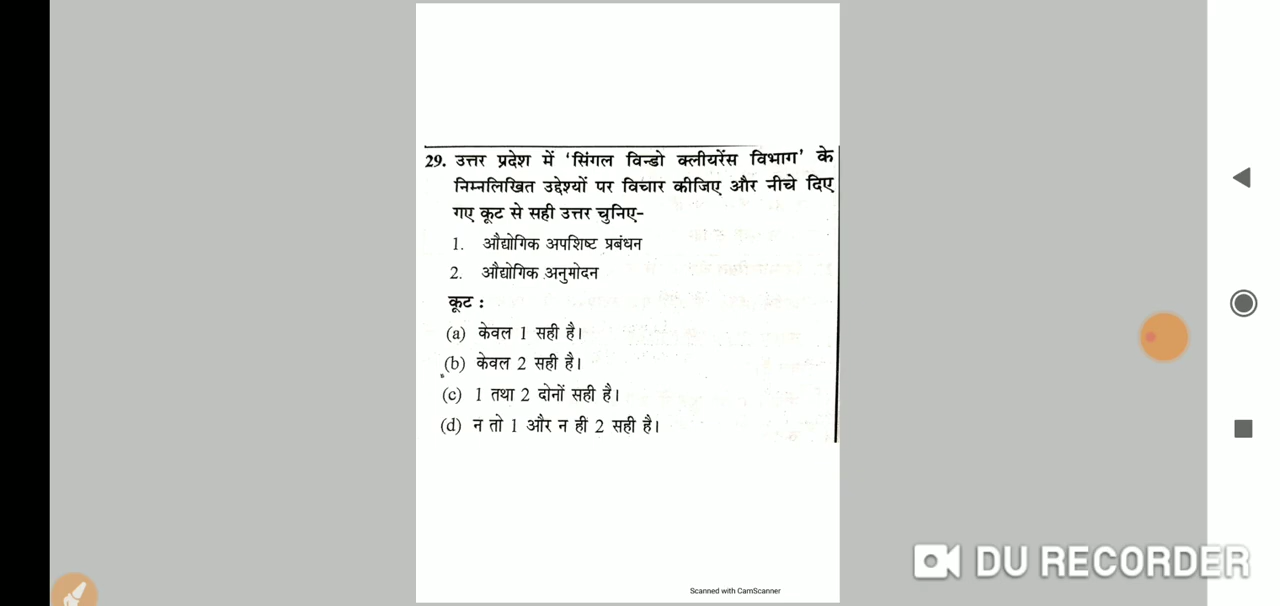 29. उत्तर प्रदेश में 'सिंगल विन्डो क्लीयरेंस विभाग' के
निम्नलिखित उद्देश्यों पर विचार कीजिए और नीचे दिए
गए कूट से सही उत्तर चुनिए-
1. औद्योगिक अपशिष्ट प्रबंधन
2. औद्योगिक अनुमोदन
कूट :
(a) केवल 1 सही है।
(b) केवल 2 सही है।
(c) 1 तथा 2 दोनों सही है।
(d) न तो 1 और न ही 2 सही है।
DU RECORDER
Scanned with CamScanner